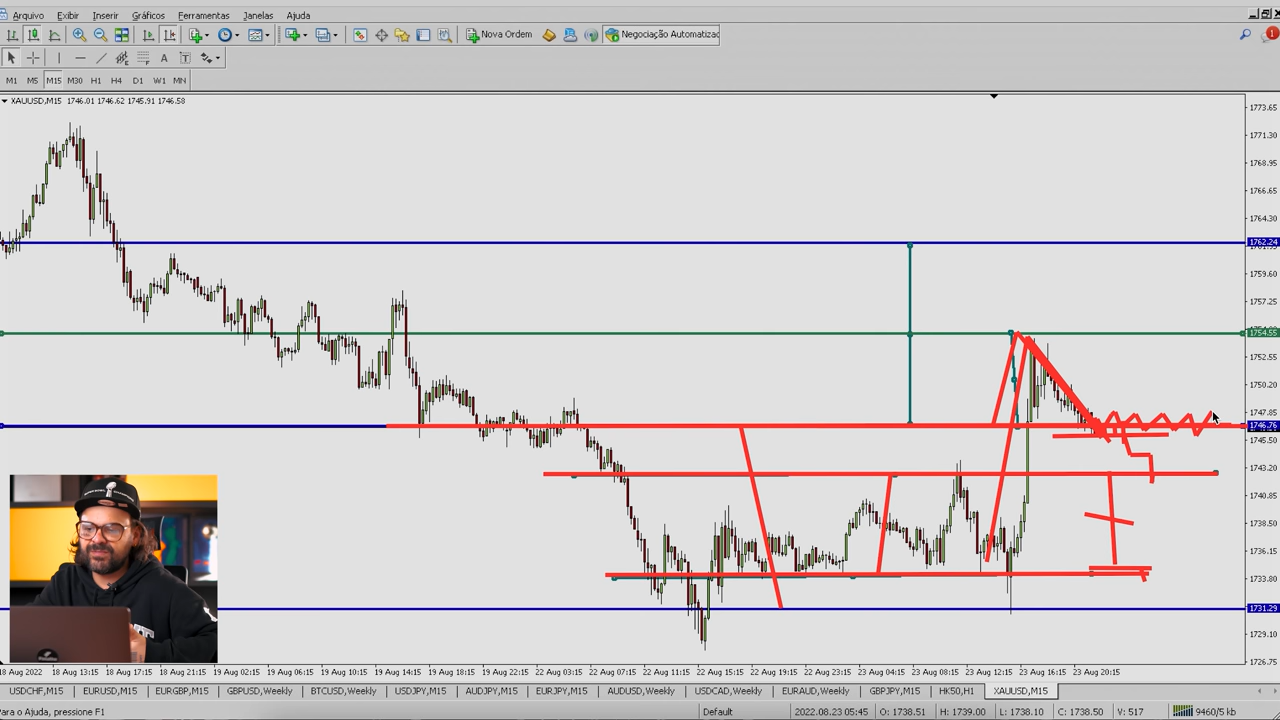 Arquivo Exibir Inserir Gráficos Ferramentas Janelas Ajuda
1
Nova Ordem Negociação Automatizac
A T
M1 M5 M15 M30 H1 H4 D1 W1 MN
XAUUSD,M15 1746.01 1746.62 1745.91 1746.58
1773.65
1771.30
1768.95
1766.65
1764.30
1762.24
1759.60
1757.25
1754.55
1752.55
1750.20
1747.85
1746.76
1745.50
1743.20
1740.85
1738.50
1736.15
1733.80
1731.29
1729.10
1726.75
18 Aug 2022 18 Aug 13:15 18 Aug 17:15 18 Aug 21:15 19 Aug 02:15 19 Aug 06:15 19 Aug 10:15 19 Aug 14:15 19 Aug 18:15 19 Aug 22:15 22 Aug 03:15 22 Aug 07:15 22 Aug 11:15 22 Aug 15:15 22 Aug 19:15 22 Aug 23:15 23 Aug 04:15 23 Aug 08:15 23 Aug 12:15 23 Aug 16:15 23 Aug 20:15
USDCHF,M15 EURUSD,M15 EURGBP,M15 GBPUSD,Weekly BTCUSD,Weekly USDJPY,M15 AUDJPY,M15 EURJPY,M15 AUDUSD,Weekly USDCAD,Weekly EURAUD,Weekly GBPJPY,M15 HK50,H1 XAUUSD,M15
Para o Ajuda, pressione F1 Default 2022.08.23 05:45 O: 1738.51 H: 1739.00 L: 1738.10 C: 1738.50 V: 517 9460/5 kb